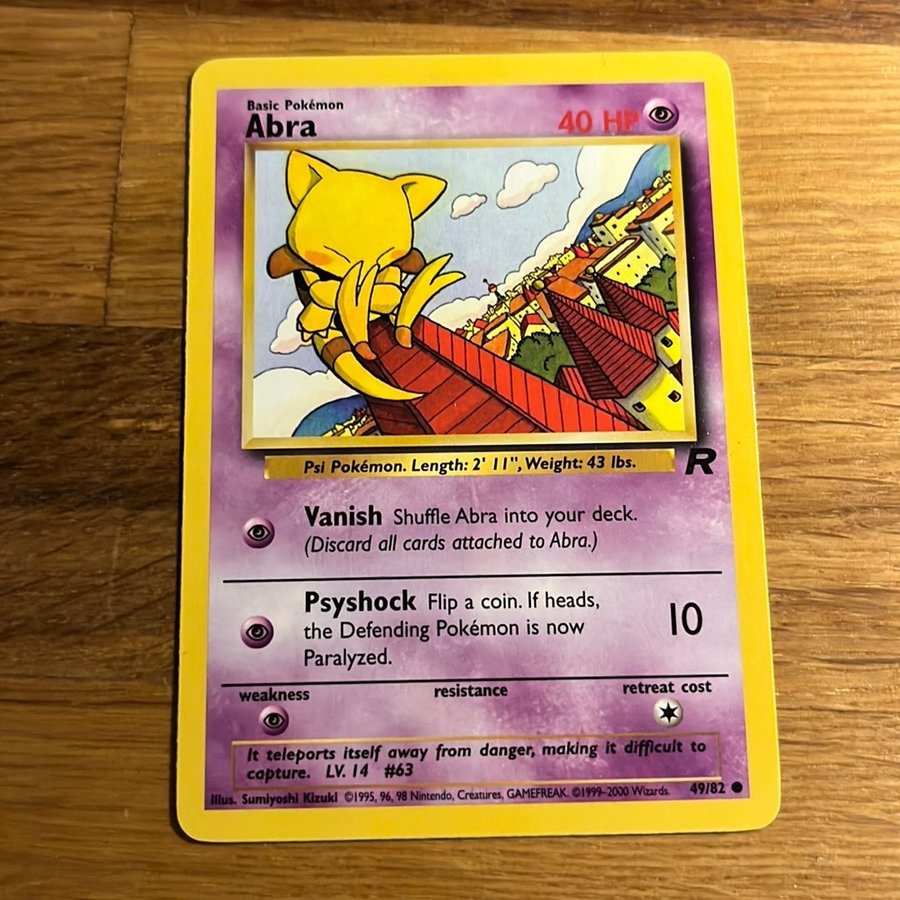 Basic Pokémon
Abra
40 HP
Psi Pokémon. Length: 2' 11", Weight: 43 lbs.
R
Vanish Shuffle Abra into your deck.
(Discard all cards attached to Abra.)
Psyshock Flip a coin. If heads,
the Defending Pokémon is now
Paralyzed.
10
weakness resistance retreat cost
It teleports itself away from danger, making it difficult to
capture. LV. 14 #63
Illus. Sumiyoshi Kizuki ©1995, 96, 98 Nintendo, Creatures, GAMEFREAK. ©1999-2000 Wizards. 49/82